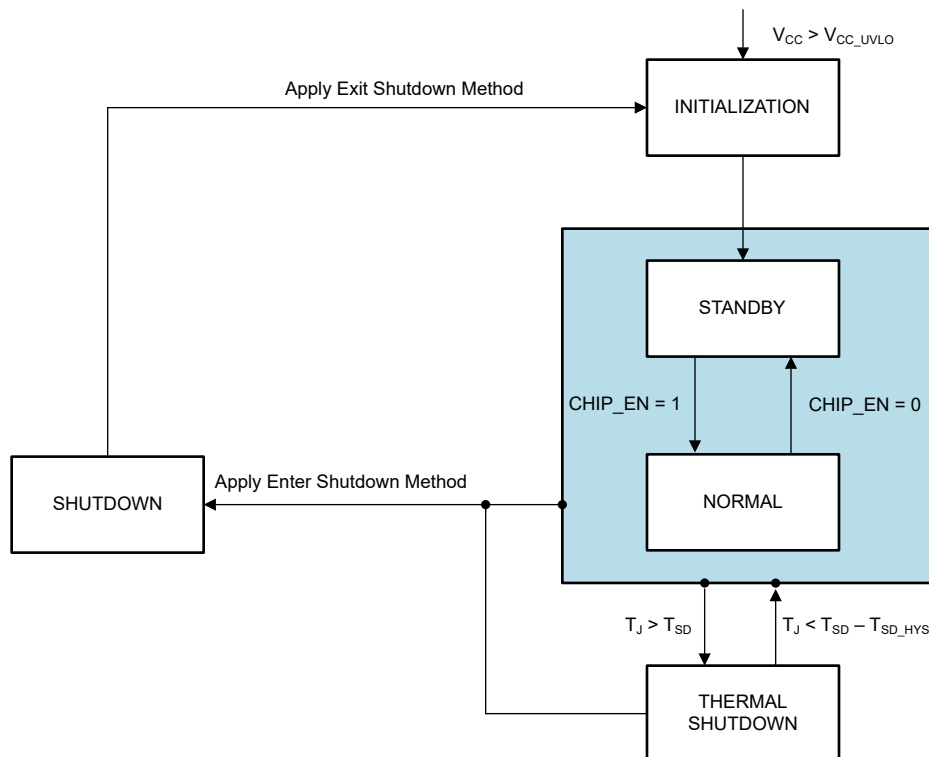 V_CC > V_CC_UVLO
Apply Exit Shutdown Method
INITIALIZATION
STANDBY
CHIP_EN = 1
CHIP_EN = 0
Apply Enter Shutdown Method
SHUTDOWN
NORMAL
T_J > T_SD
T_J < T_SD – T_SD_HYS
THERMAL
SHUTDOWN